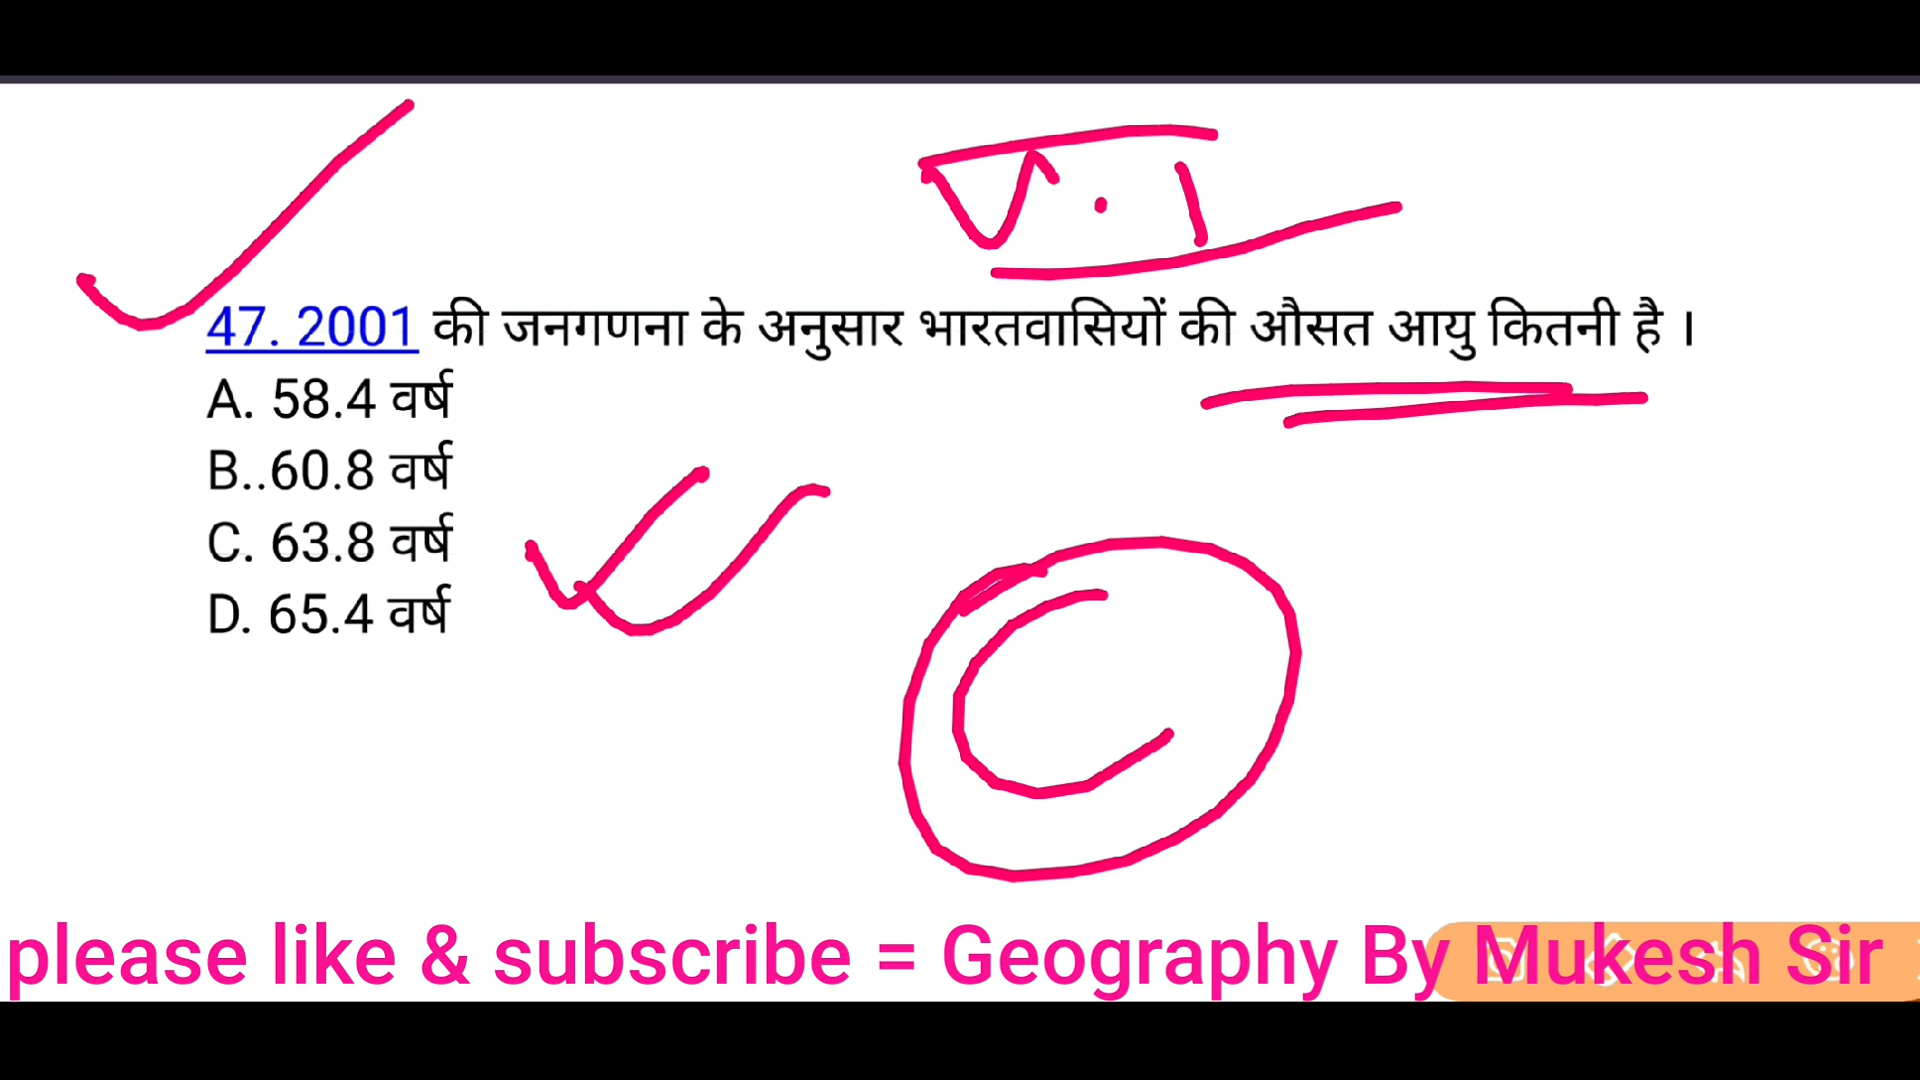 V.I
47. 2001 की जनगणना के अनुसार भारतवासियों की औसत आयु कितनी है ।
A. 58.4 वर्ष
B..60.8 वर्ष
C. 63.8 वर्ष
D. 65.4 वर्ष
C
please like & subscribe = Geography By Mukesh Sir